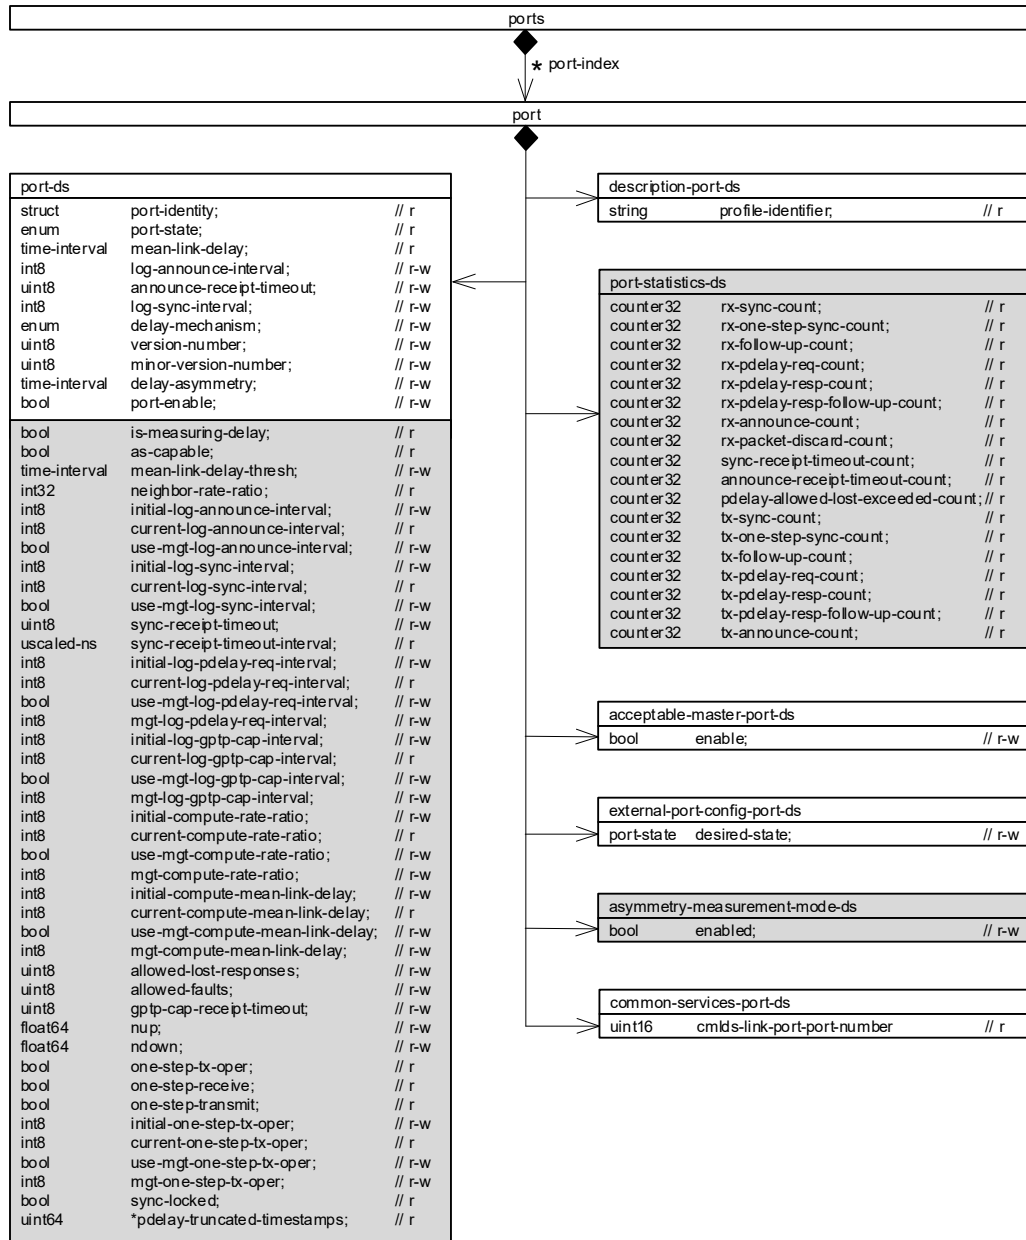 ports
* port-index
port
port-ds
struct port-identity; // r
enum port-state; // r
time-interval mean-link-delay; // r
int8 log-announce-interval; // r-w
uint8 announce-receipt-timeout; // r-w
int8 log-sync-interval; // r-w
enum delay-mechanism; // r-w
uint8 version-number; // r-w
uint8 minor-version-number; // r-w
time-interval delay-asymmetry; // r-w
bool port-enable; // r-w
bool is-measuring-delay; // r
bool as-capable; // r
time-interval mean-link-delay-thresh; // r-w
int32 neighbor-rate-ratio; // r
int8 initial-log-announce-interval; // r-w
int8 current-log-announce-interval; // r
bool use-mgt-log-announce-interval; // r-w
int8 initial-log-sync-interval; // r-w
int8 current-log-sync-interval; // r
bool use-mgt-log-sync-interval; // r-w
uint8 sync-receipt-timeout; // r-w
uscaled-ns sync-receipt-timeout-interval; // r
int8 initial-log-pdelay-req-interval; // r-w
int8 current-log-pdelay-req-interval; // r
bool use-mgt-log-pdelay-req-interval; // r-w
int8 mgt-log-pdelay-req-interval; // r-w
int8 initial-log-gptp-cap-interval; // r-w
int8 current-log-gptp-cap-interval; // r
bool use-mgt-log-gptp-cap-interval; // r-w
int8 mgt-log-gptp-cap-interval; // r-w
int8 initial-compute-rate-ratio; // r-w
int8 current-compute-rate-ratio; // r
bool use-mgt-compute-rate-ratio; // r-w
int8 mgt-compute-rate-ratio; // r-w
int8 initial-compute-mean-link-delay; // r-w
int8 current-compute-mean-link-delay; // r
bool use-mgt-compute-mean-link-delay; // r-w
int8 mgt-compute-mean-link-delay; // r-w
uint8 allowed-lost-responses; // r-w
uint8 allowed-faults; // r-w
uint8 gptp-cap-receipt-timeout; // r-w
float64 nup; // r-w
float64 ndown; // r-w
bool one-step-tx-oper; // r
bool one-step-receive; // r
bool one-step-transmit; // r
int8 initial-one-step-tx-oper; // r-w
int8 current-one-step-tx-oper; // r
bool use-mgt-one-step-tx-oper; // r-w
int8 mgt-one-step-tx-oper; // r-w
bool sync-locked; // r
uint64 *pdelay-truncated-timestamps; // r
description-port-ds
string profile-identifier; // r
port-statistics-ds
counter32 rx-sync-count; // r
counter32 rx-one-step-sync-count; // r
counter32 rx-follow-up-count; // r
counter32 rx-pdelay-req-count; // r
counter32 rx-pdelay-resp-count; // r
counter32 rx-pdelay-resp-follow-up-count; // r
counter32 rx-announce-count; // r
counter32 rx-packet-discard-count; // r
counter32 sync-receipt-timeout-count; // r
counter32 announce-receipt-timeout-count; // r
counter32 pdelay-allowed-lost-exceeded-count; // r
counter32 tx-sync-count; // r
counter32 tx-one-step-sync-count; // r
counter32 tx-follow-up-count; // r
counter32 tx-pdelay-req-count; // r
counter32 tx-pdelay-resp-count; // r
counter32 tx-pdelay-resp-follow-up-count; // r
counter32 tx-announce-count; // r
acceptable-master-port-ds
bool enable; // r-w
external-port-config-port-ds
port-state desired-state; // r-w
asymmetry-measurement-mode-ds
bool enabled; // r-w
common-services-port-ds
uint16 cmlds-link-port-port-number // r